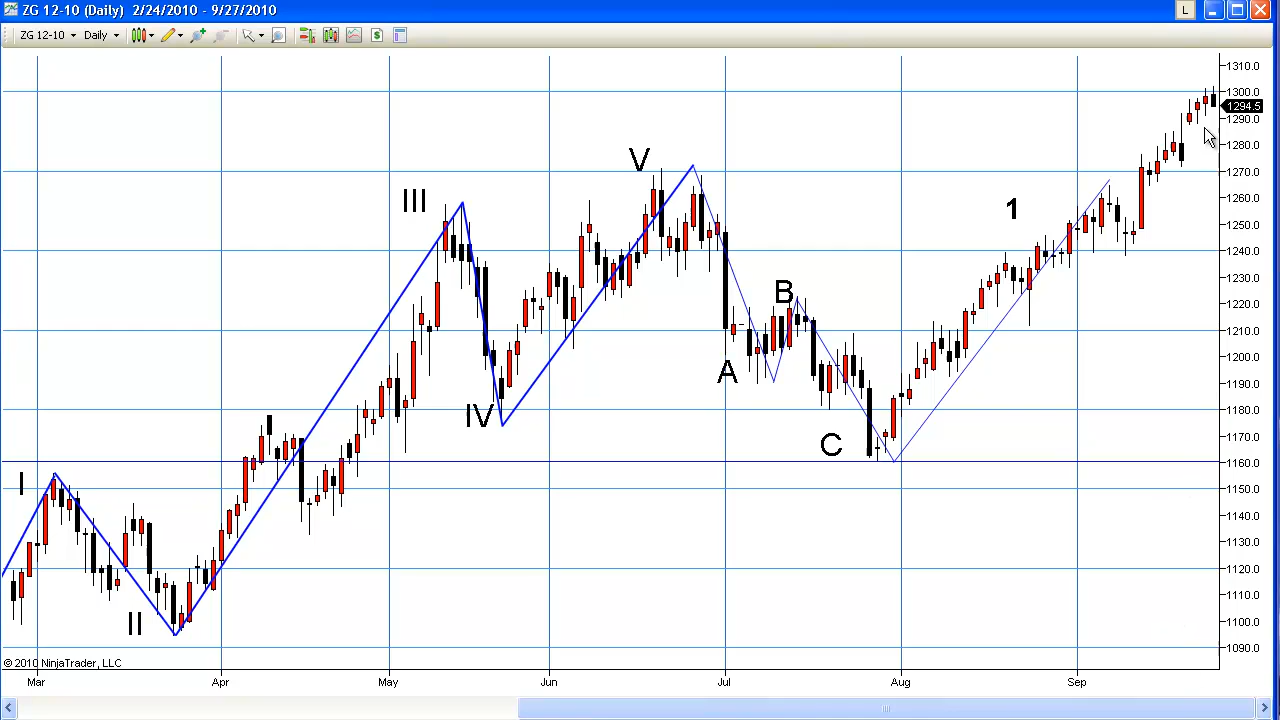 ZG 12-10 (Daily) 2/24/2010 - 9/27/2010
L
ZG 12-10 Daily
$
1310.0
1300.0
1294.5
1290.0
1280.0
1270.0
1260.0
1250.0
1240.0
1230.0
1220.0
1210.0
1200.0
1190.0
1180.0
1170.0
1160.0
1150.0
1140.0
1130.0
1120.0
1110.0
1100.0
1090.0
I
II
I
III
IV
V
A
B
C
1
© 2010 NinjaTrader, LLC
Mar Apr May Jun Jul Aug Sep